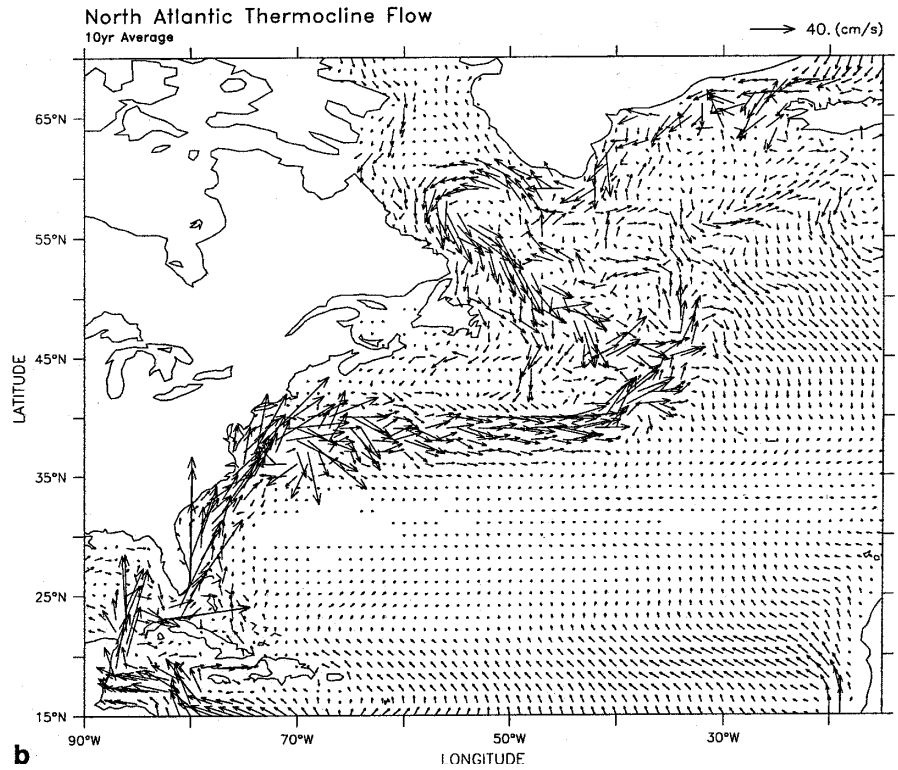 North Atlantic Thermocline Flow
10yr Average
40. (cm/s)
65°N
55°N
45°N
35°N
25°N
15°N
LATITUDE
90°W
70°W
50°W
30°W
LONGITUDE
b